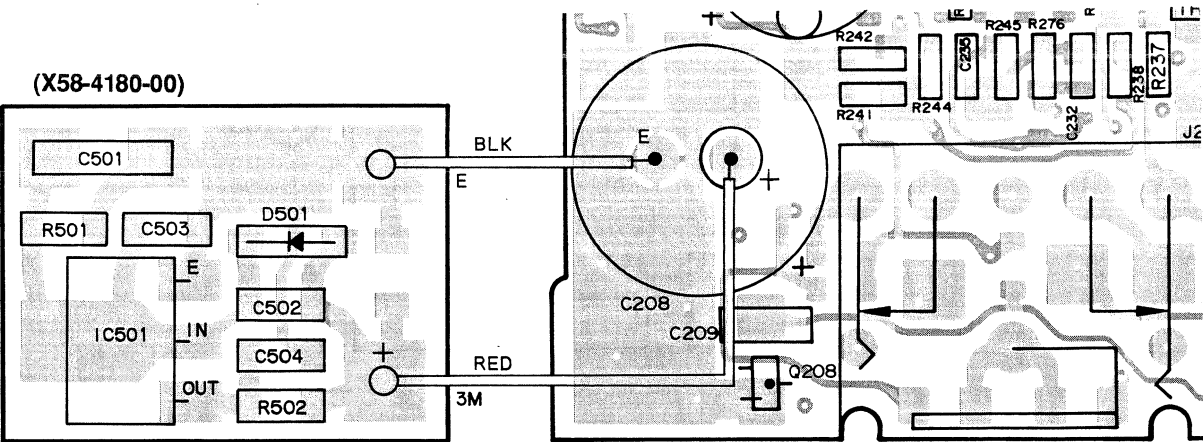 (X58-4180-00)
C501
BLK
E
R501
C503
D501
E
IC501
IN
OUT
C502
C504
R502
+
RED
3M
E
+
+
+
C208
C209
Q208
R242
R241
R244
C235
R245
R276
C232
R238
R237
J2